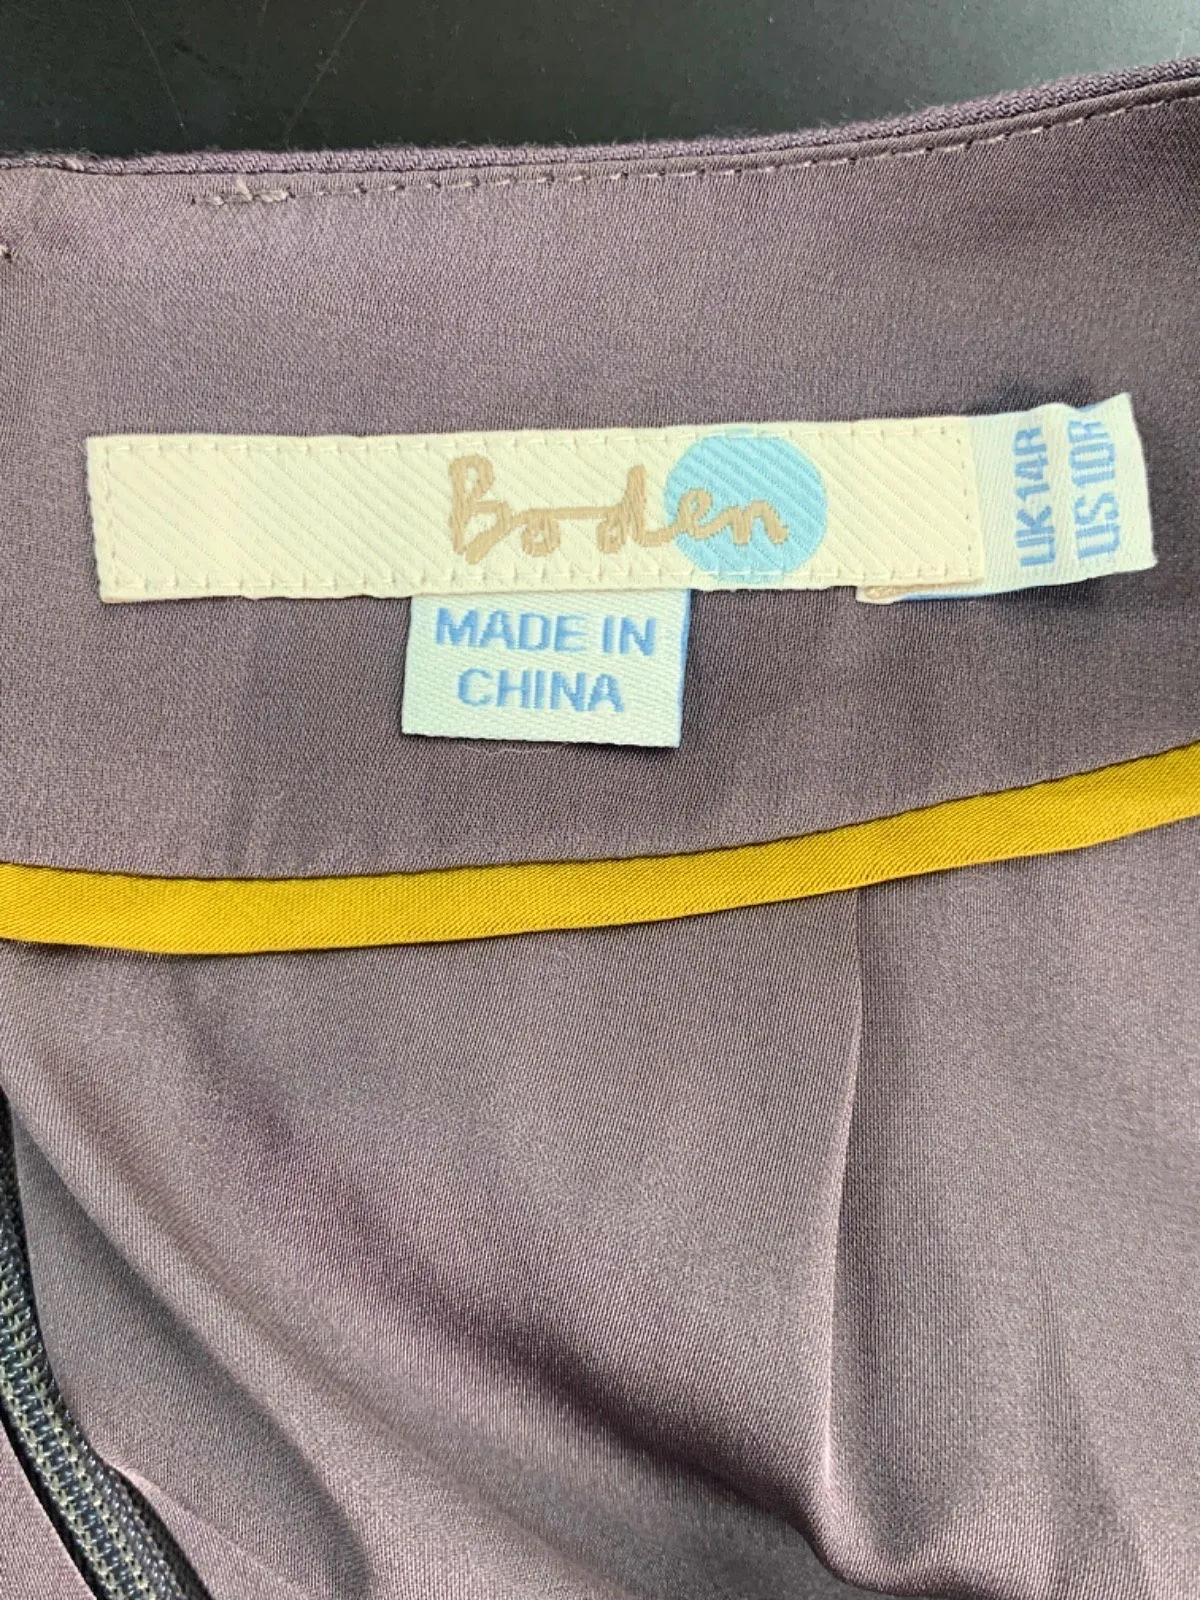 Boden
UK14R
US10R
MADE IN
CHINA